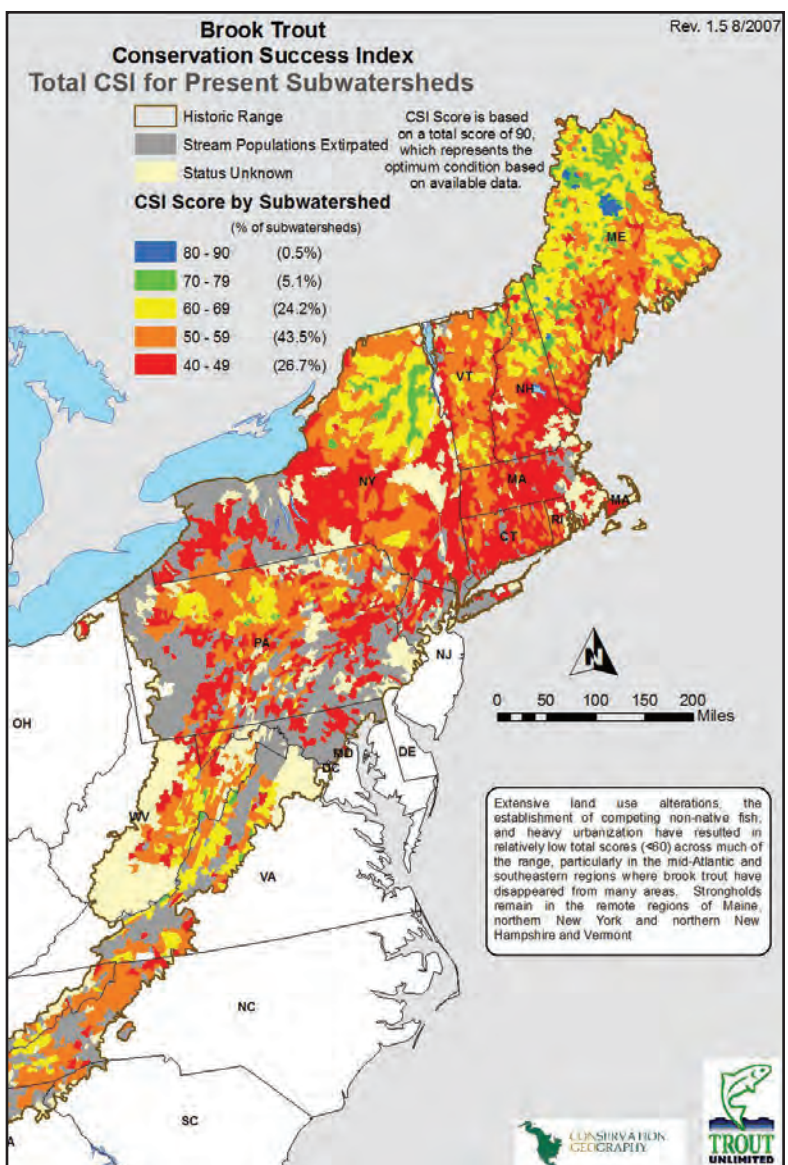 Brook Trout
Conservation Success Index
Total CSI for Present Subwatersheds
Rev. 1.5 8/2007
Historic Range
Stream Populations Extirpated
Status Unknown
CSI Score is based
on a total score of 90,
which represents the
optimum condition based
on available data.
CSI Score by Subwatershed
(% of subwatersheds)
80 - 90 (0.5%)
70 - 79 (5.1%)
60 - 69 (24.2%)
50 - 59 (43.5%)
40 - 49 (26.7%)
ME
VT
NH
NY
MA
MA
CT
RI
PA
NJ
OH
MD
DE
DC
WV
VA
NC
SC
A
N
0 50 100 150 200
Miles
Extensive land use alterations, the
establishment of competing non-native fish,
and heavy urbanization have resulted in
relatively low total scores (<60) across much of
the range, particularly in the mid-Atlantic and
southeastern regions where brook trout have
disappeared from many areas. Strongholds
remain in the remote regions of Maine,
northern New York and northern New
Hampshire and Vermont
CONSERVATION
GEOGRAPHY
TROUT
UNLIMITED